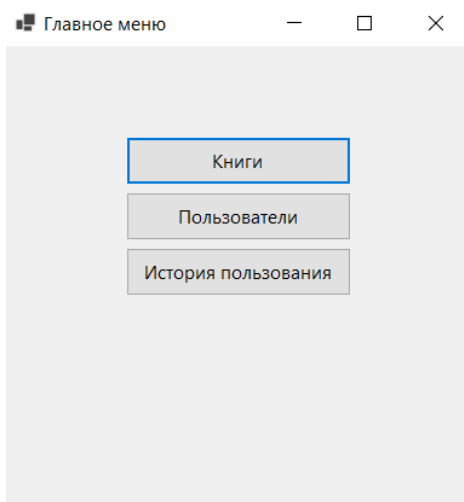 Главное меню
Книги
Пользователи
История пользования